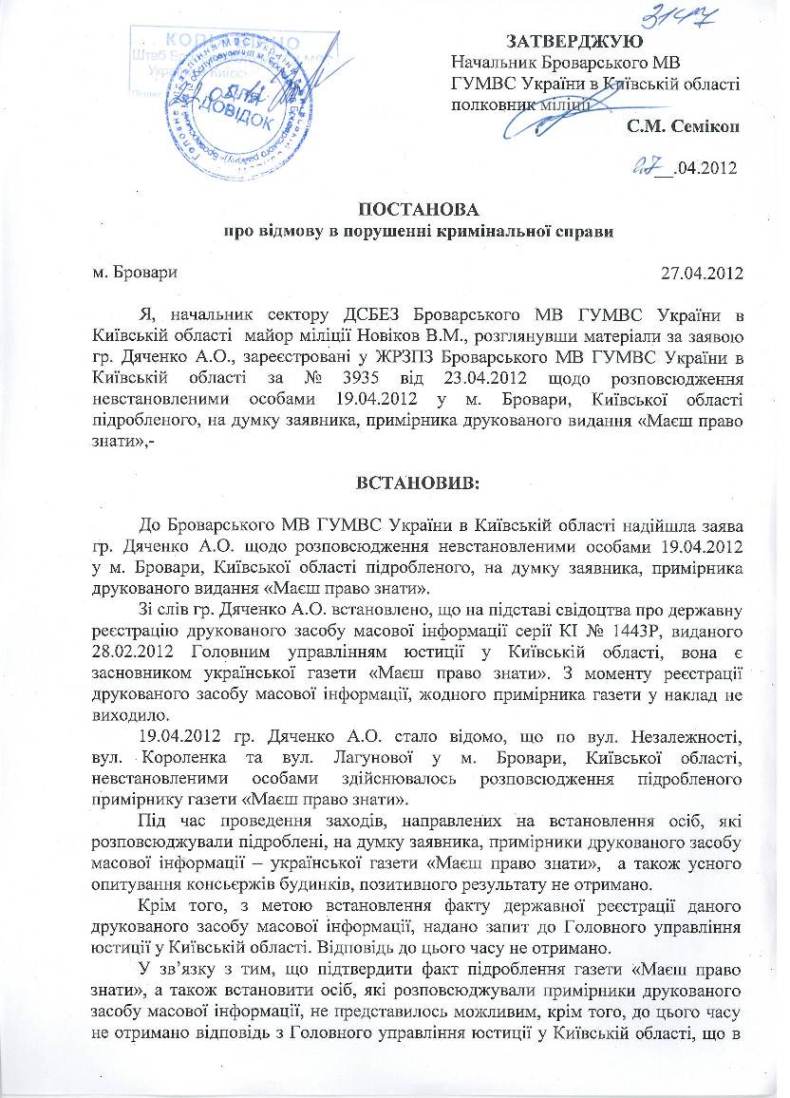 3147
ЗАТВЕРДЖУЮ
Начальник Броварського МВ
ГУМВС України в Київській області
полковник міліції
С.М. Семікоп
27__.04.2012
ДЛЯ
ДОВІДОК
ПОСТАНОВА
про відмову в порушенні кримінальної справи
м. Бровари 27.04.2012
Я, начальник сектору ДСБЕЗ Броварського МВ ГУМВС України в
Київській області майор міліції Новіков В.М., розглянувши матеріали за заявою
гр. Дяченко А.О., зареєстровані у ЖРЗПЗ Броварського МВ ГУМВС України в
Київській області за № 3935 від 23.04.2012 щодо розповсюдження
невстановленими особами 19.04.2012 у м. Бровари, Київської області
підробленого, на думку заявника, примірника друкованого видання «Маєш право
знати»,-
ВСТАНОВИВ:
До Броварського МВ ГУМВС України в Київській області надійшла заява
гр. Дяченко А.О. щодо розповсюдження невстановленими особами 19.04.2012
у м. Бровари, Київської області підробленого, на думку заявника, примірника
друкованого видання «Маєш право знати».
Зі слів гр. Дяченко А.О. встановлено, що на підставі свідоцтва про державну
реєстрацію друкованого засобу масової інформації серії КІ № 1443Р, виданого
28.02.2012 Головним управлінням юстиції у Київській області, вона є
засновником української газети «Маєш право знати». З моменту реєстрації
друкованого засобу масової інформації, жодного примірника газети у наклад не
виходило.
19.04.2012 гр. Дяченко А.О. стало відомо, що по вул. Незалежності,
вул. Короленка та вул. Лагунової у м. Бровари, Київської області,
невстановленими особами здійснювалось розповсюдження підробленого
примірнику газети «Маєш право знати».
Під час проведення заходів, направлених на встановлення осіб, які
розповсюджували підроблені, на думку заявника, примірники друкованого засобу
масової інформації – української газети «Маєш право знати», а також усного
опитування консьєржів будинків, позитивного результату не отримано.
Крім того, з метою встановлення факту державної реєстрації даного
друкованого засобу масової інформації, надано запит до Головного управління
юстиції у Київській області. Відповідь до цього часу не отримано.
У зв’язку з тим, що підтвердити факт підроблення газети «Маєш право
знати», а також встановити осіб, які розповсюджували примірники друкованого
засобу масової інформації, не представилось можливим, крім того, до цього часу
не отримано відповідь з Головного управління юстиції у Київській області, що в